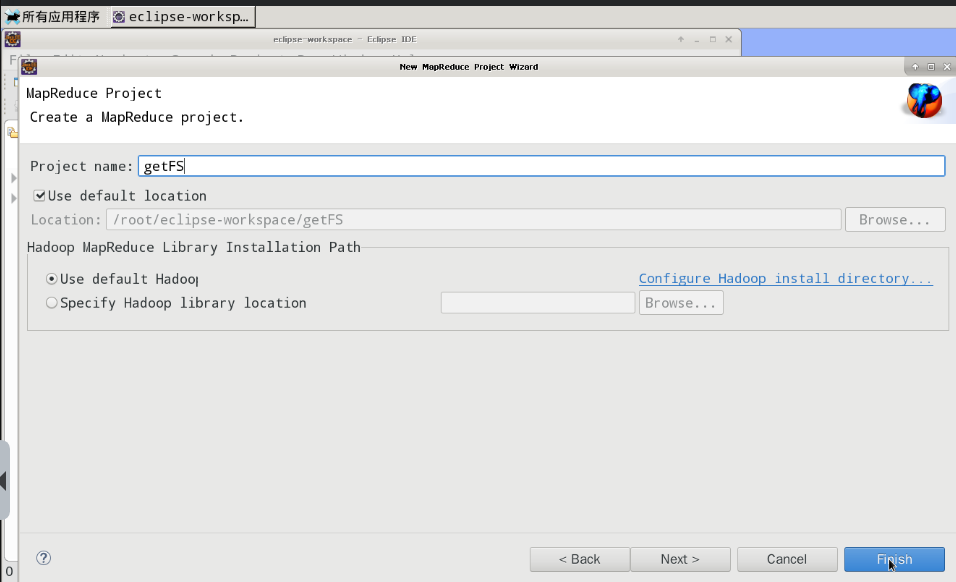 所有应用程序 eclipse-worksp...
eclipse-workspace - Eclipse IDE
New MapReduce Project Wizard
MapReduce Project
Create a MapReduce project.
Project name: getFS
Use default location
Location: /root/eclipse-workspace/getFS Browse...
Hadoop MapReduce Library Installation Path
Use default Hadoop Configure Hadoop install directory...
Specify Hadoop library location Browse...
? < Back Next > Cancel Finish
0